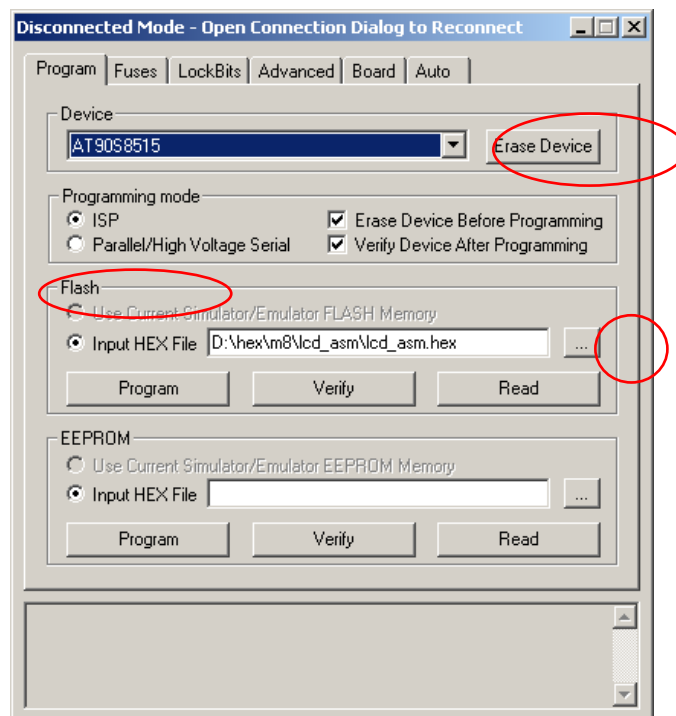 Disconnected Mode - Open Connection Dialog to Reconnect
Program Fuses LockBits Advanced Board Auto
Device
AT90S8515 Erase Device
Programming mode
ISP Erase Device Before Programming
Parallel/High Voltage Serial Verify Device After Programming
Flash
Use Current Simulator/Emulator FLASH Memory
Input HEX File D:\hex\m8\lcd_asm\lcd_asm.hex ...
Program Verify Read
EEPROM
Use Current Simulator/Emulator EEPROM Memory
Input HEX File ...
Program Verify Read